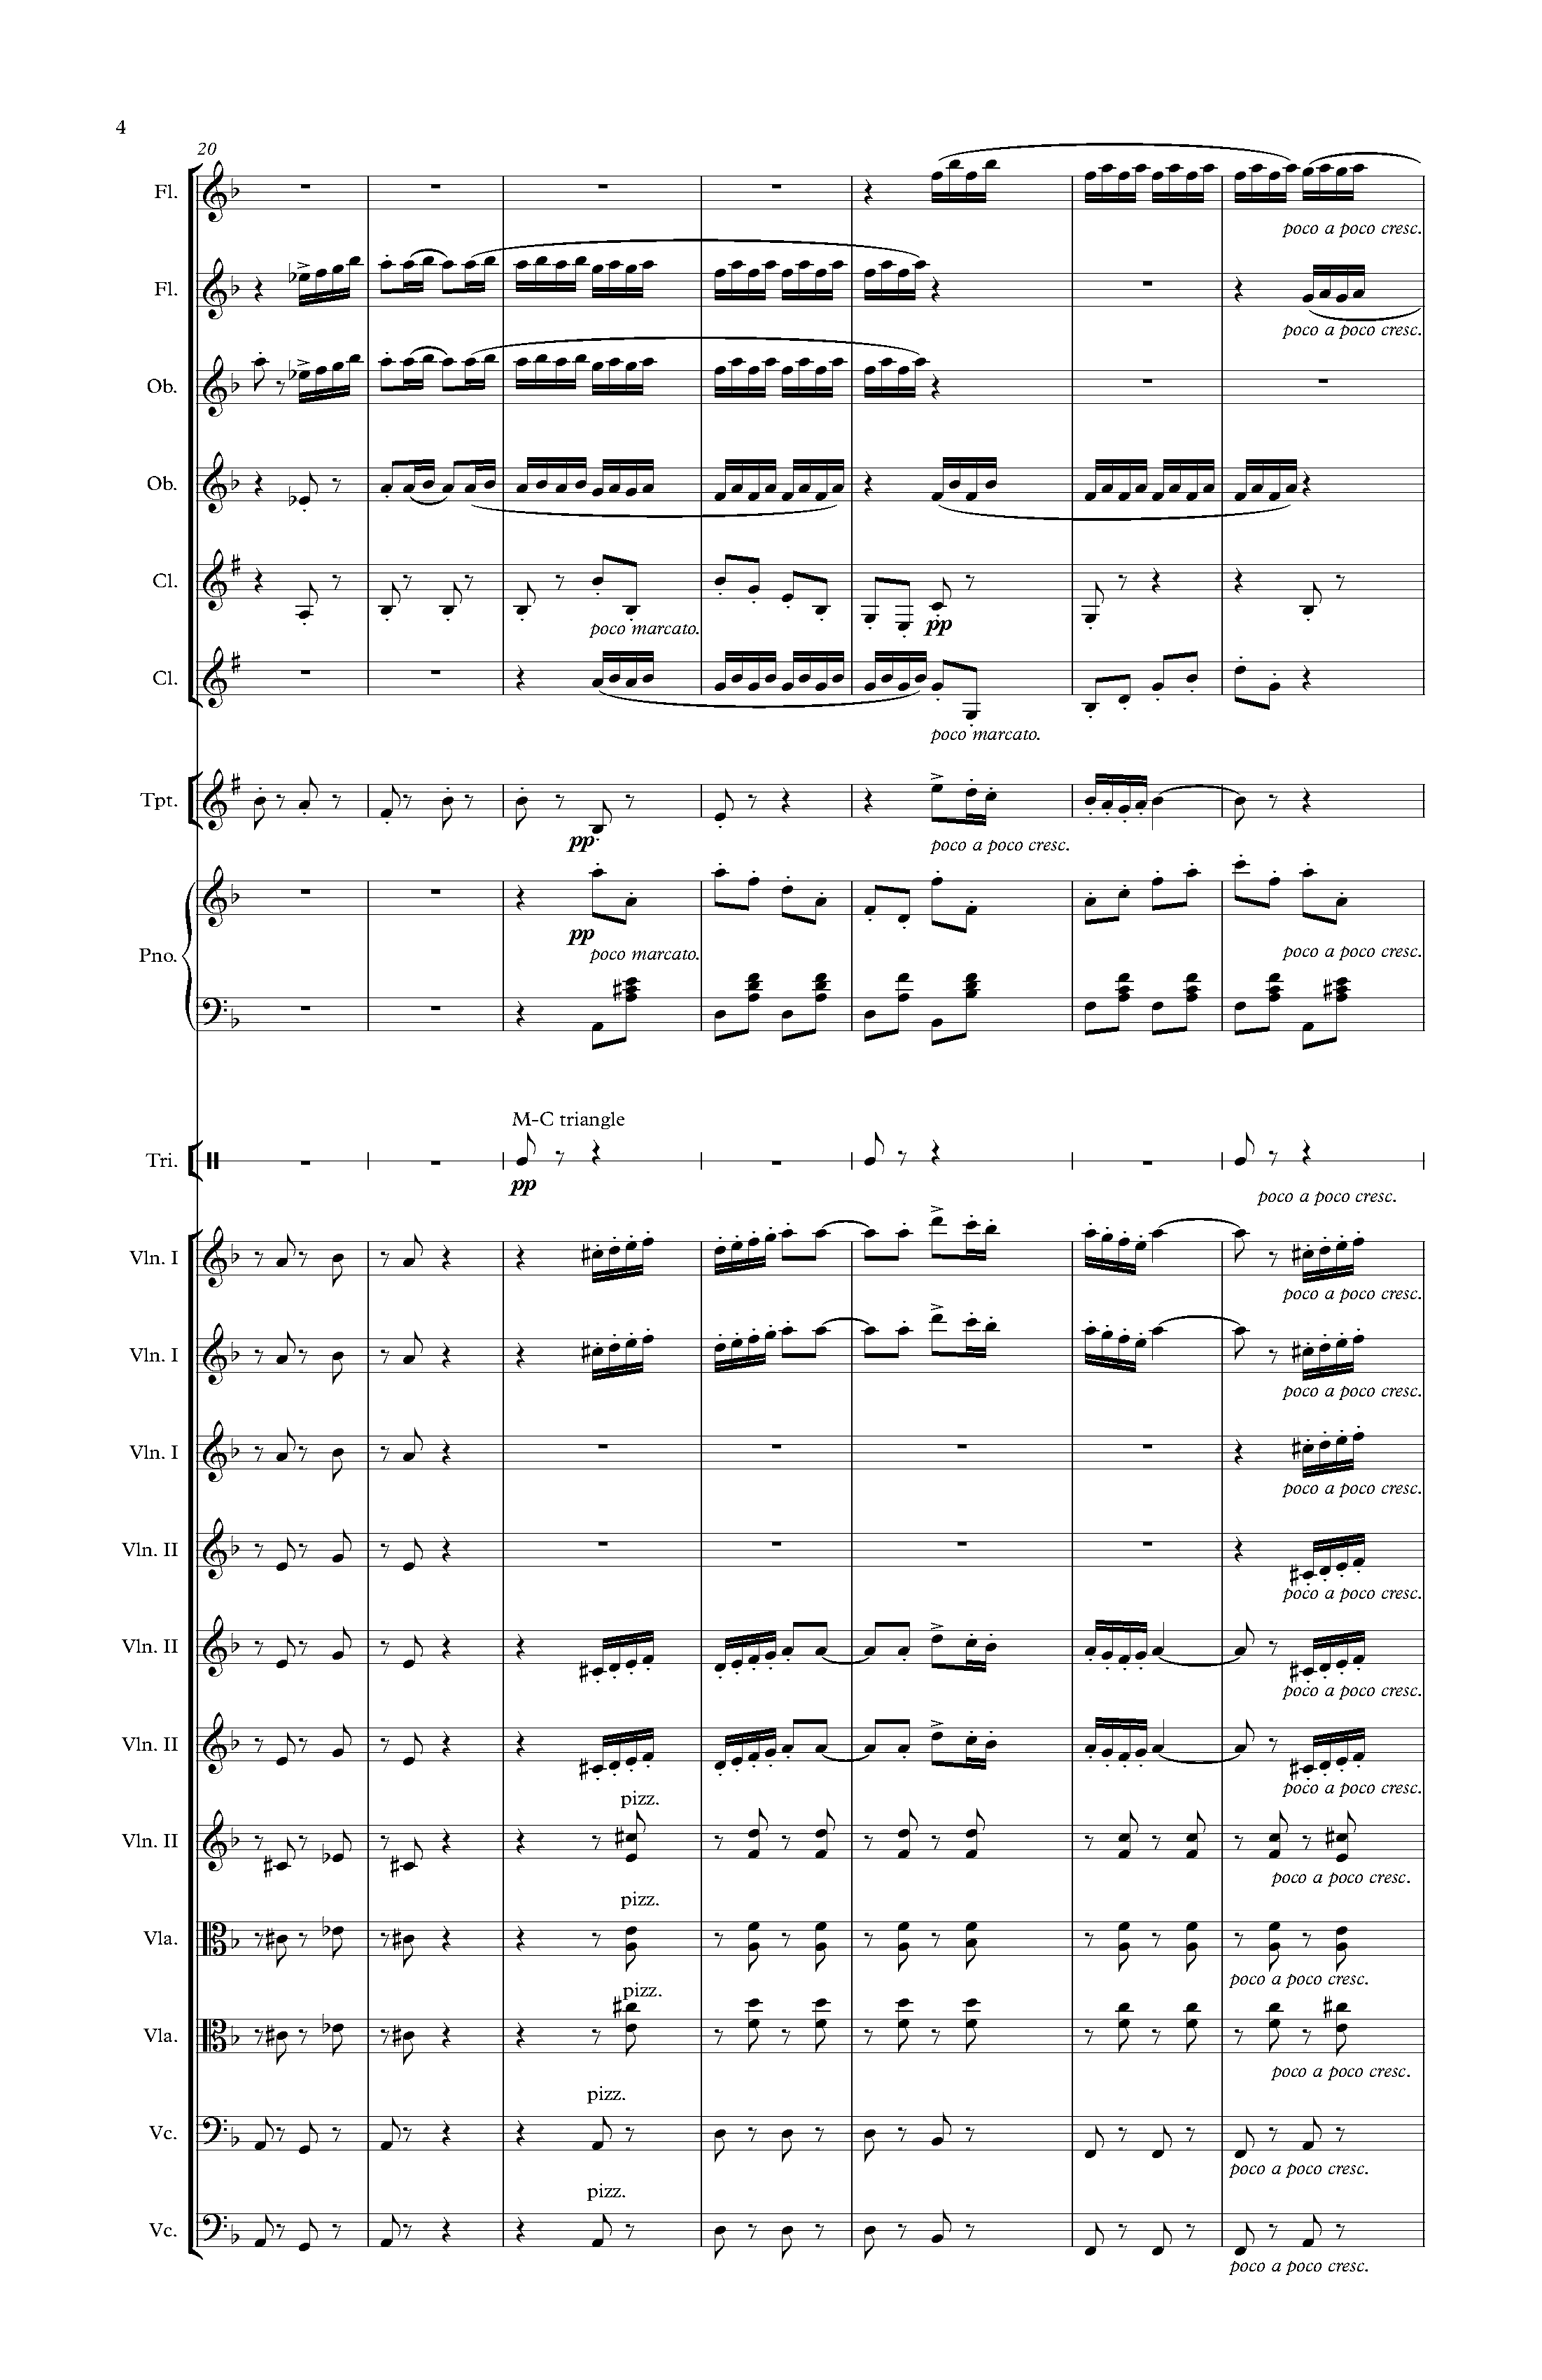 4
20
Fl.
poco a poco cresc.
Fl.
poco a poco cresc.
Ob.
Ob.
Cl.
poco marcato.
pp
Cl.
poco marcato.
Tpt.
pp
poco a poco cresc.
Pno.
pp
poco marcato.
poco a poco cresc.
M-C triangle
Tri.
pp
poco a poco cresc.
Vln. I
poco a poco cresc.
Vln. I
poco a poco cresc.
Vln. I
poco a poco cresc.
Vln. II
poco a poco cresc.
Vln. II
poco a poco cresc.
Vln. II
poco a poco cresc.
pizz.
Vln. II
poco a poco cresc.
pizz.
Vla.
poco a poco cresc.
pizz.
Vla.
poco a poco cresc.
pizz.
Vc.
poco a poco cresc.
pizz.
Vc.
poco a poco cresc.